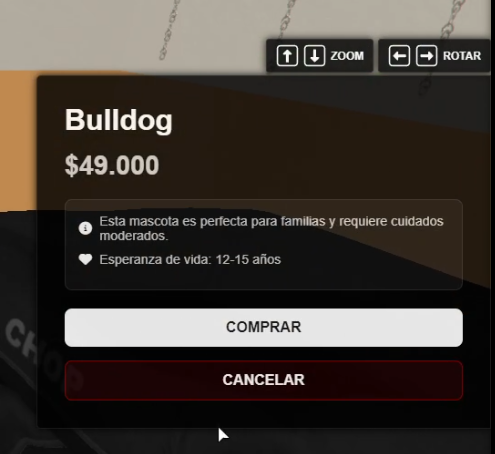 ZOOM
ROTAR
Bulldog
$49.000
Esta mascota es perfecta para familias y requiere cuidados
moderados.
Esperanza de vida: 12-15 años
COMPRAR
CANCELAR